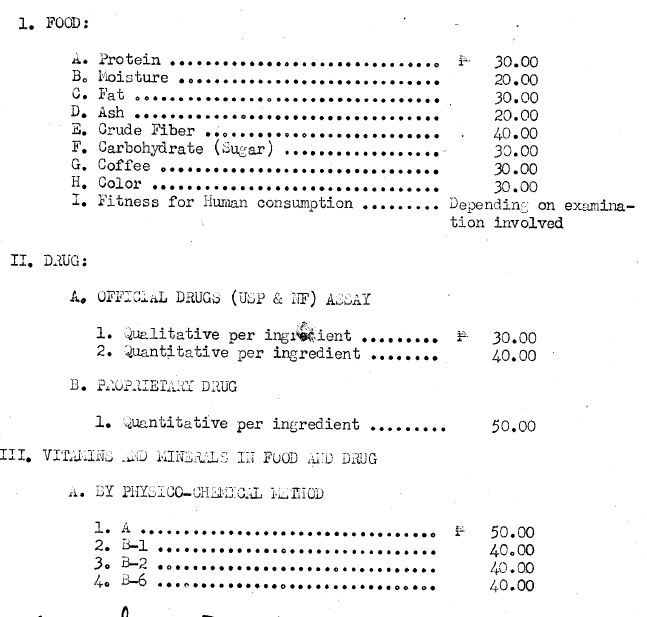 1. FOOD:
A. Protein ................................ ₱ 30.00
B. Moisture ............................... 20.00
C. Fat .................................... 30.00
D. Ash .................................... 20.00
E. Crude Fiber ............................ 40.00
F. Carbohydrate (Sugar) ................... 30.00
G. Coffee ................................. 30.00
H. Color .................................. 30.00
I. Fitness for Human consumption ......... Depending on examina-
tion involved
II. DRUG:
A. OFFICIAL DRUGS (USP & NF) ASSAY
1. Qualitative per ingredient ......... ₱ 30.00
2. Quantitative per ingredient ........ 40.00
B. PROPRIETARY DRUG
1. Quantitative per ingredient ......... 50.00
III. VITAMINS AND MINERALS IN FOOD AND DRUG
A. BY PHYSICO-CHEMICAL METHOD
1. A ................................... ₱ 50.00
2. B-1 ................................. 40.00
3. B-2 ................................. 40.00
4. B-6 ................................. 40.00